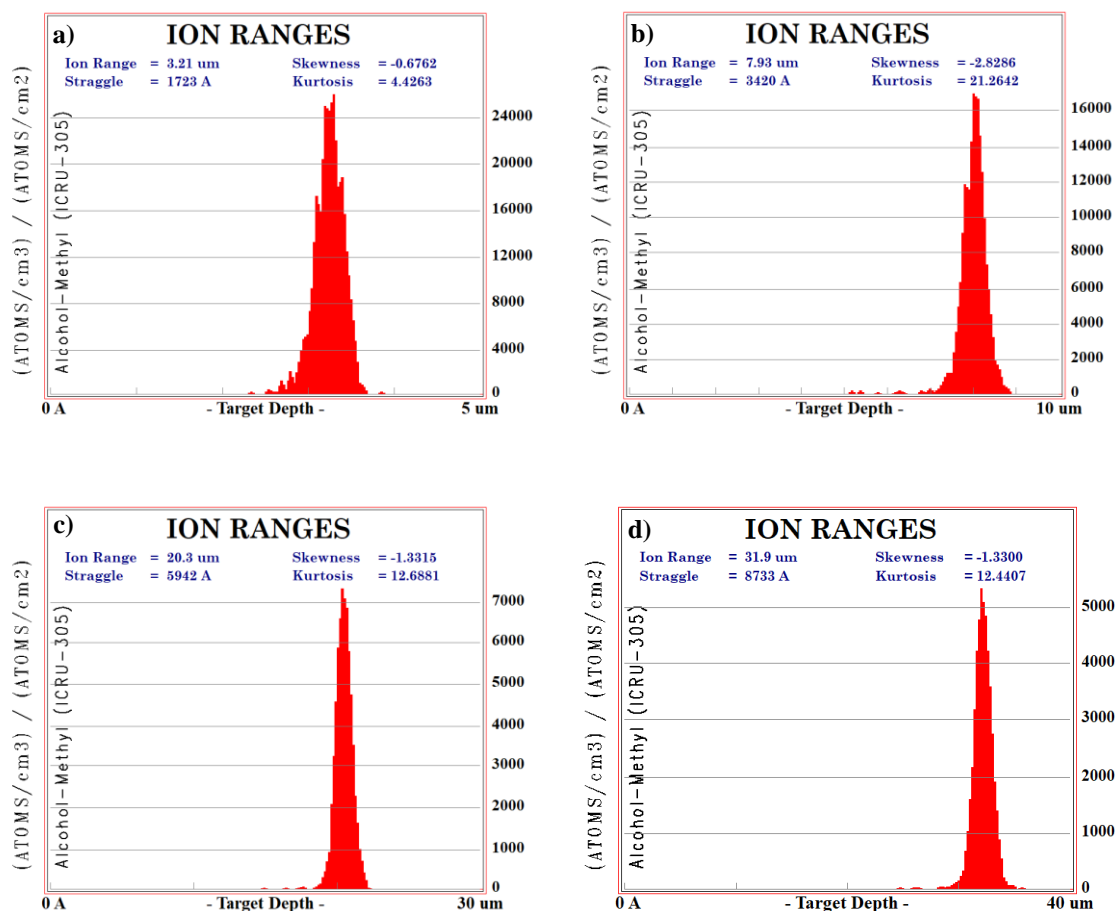 a)
ION RANGES
Ion Range = 3.21 um Skewness = -0.6762
Straggle = 1723 A Kurtosis = 4.4263
(ATOMS/cm3) / (ATOMS/cm2)
Alcohol-Methyl (ICRU-305)
24000
20000
16000
12000
8000
4000
0
0 A - Target Depth - 5 um
b)
ION RANGES
Ion Range = 7.93 um Skewness = -2.8286
Straggle = 3420 A Kurtosis = 21.2642
(ATOMS/cm3) / (ATOMS/cm2)
Alcohol-Methyl (ICRU-305)
16000
14000
12000
10000
8000
6000
4000
2000
0
0 A - Target Depth - 10 um
c)
ION RANGES
Ion Range = 20.3 um Skewness = -1.3315
Straggle = 5942 A Kurtosis = 12.6881
(ATOMS/cm3) / (ATOMS/cm2)
Alcohol-Methyl (ICRU-305)
7000
6000
5000
4000
3000
2000
1000
0
0 A - Target Depth - 30 um
d)
ION RANGES
Ion Range = 31.9 um Skewness = -1.3300
Straggle = 8733 A Kurtosis = 12.4407
(ATOMS/cm3) / (ATOMS/cm2)
Alcohol-Methyl (ICRU-305)
5000
4000
3000
2000
1000
0
0 A - Target Depth - 40 um